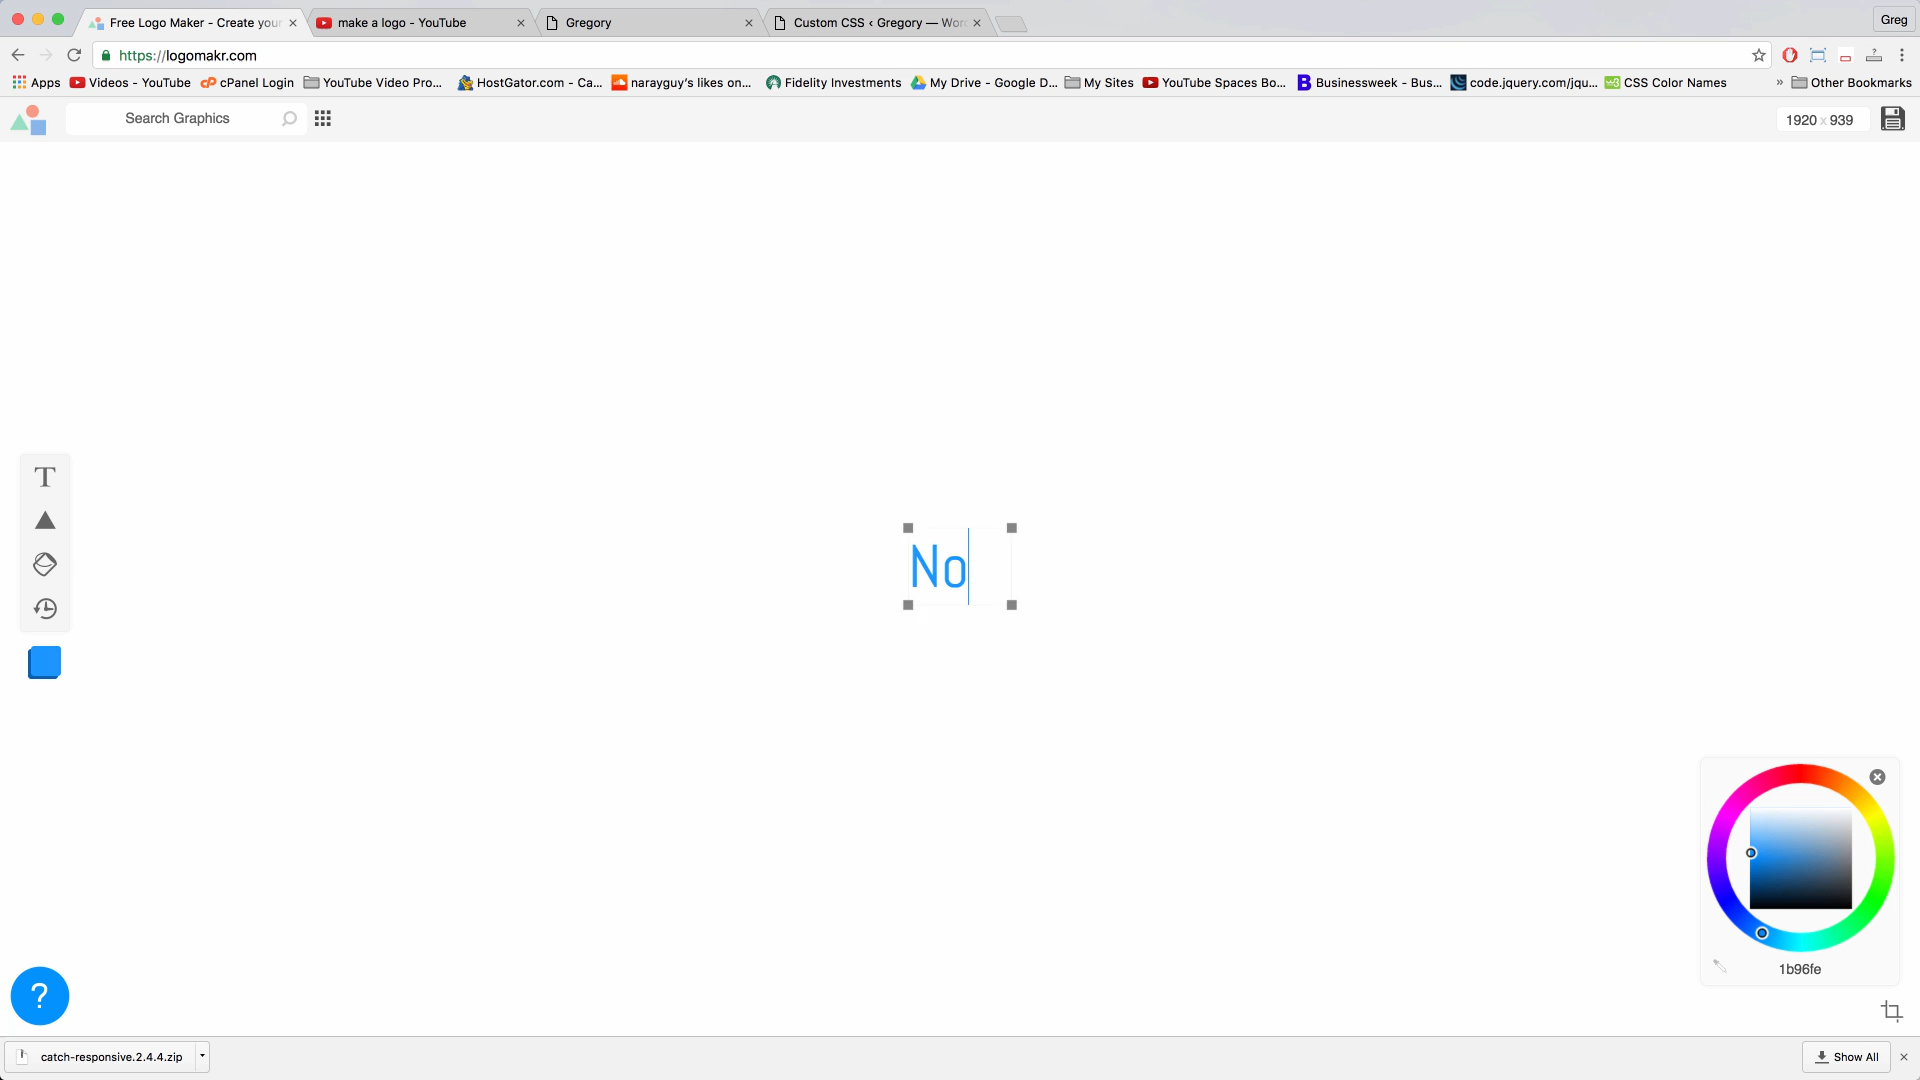 Free Logo Maker - Create your
make a logo - YouTube
Gregory
Custom CSS ‹ Gregory — Wor
Greg
https://logomakr.com
Apps
Videos - YouTube
cPanel Login
YouTube Video Pro...
HostGator.com - Ca...
narayguy's likes on...
Fidelity Investments
My Drive - Google D...
My Sites
YouTube Spaces Bo...
Businessweek - Bus...
code.jquery.com/jqu...
CSS Color Names
» Other Bookmarks
Search Graphics
1920 x 939
T
No
1b96fe
?
catch-responsive.2.4.4.zip
Show All